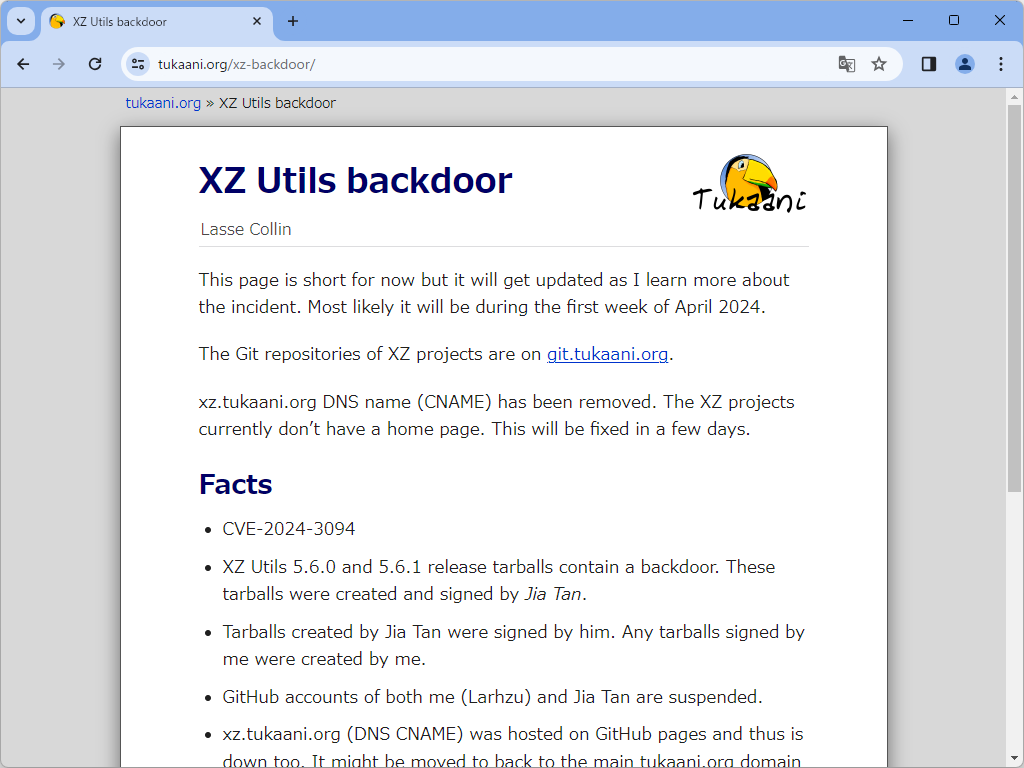 XZ Utils backdoor
tukaani.org/xz-backdoor/
tukaani.org » XZ Utils backdoor
XZ Utils backdoor
Tukaani
Lasse Collin
This page is short for now but it will get updated as I learn more about
the incident. Most likely it will be during the first week of April 2024.
The Git repositories of XZ projects are on git.tukaani.org.
xz.tukaani.org DNS name (CNAME) has been removed. The XZ projects
currently don’t have a home page. This will be fixed in a few days.
Facts
• CVE-2024-3094
• XZ Utils 5.6.0 and 5.6.1 release tarballs contain a backdoor. These
tarballs were created and signed by Jia Tan.
• Tarballs created by Jia Tan were signed by him. Any tarballs signed by
me were created by me.
• GitHub accounts of both me (Larhzu) and Jia Tan are suspended.
• xz.tukaani.org (DNS CNAME) was hosted on GitHub pages and thus is
down too. It might be moved to back to the main tukaani.org domain